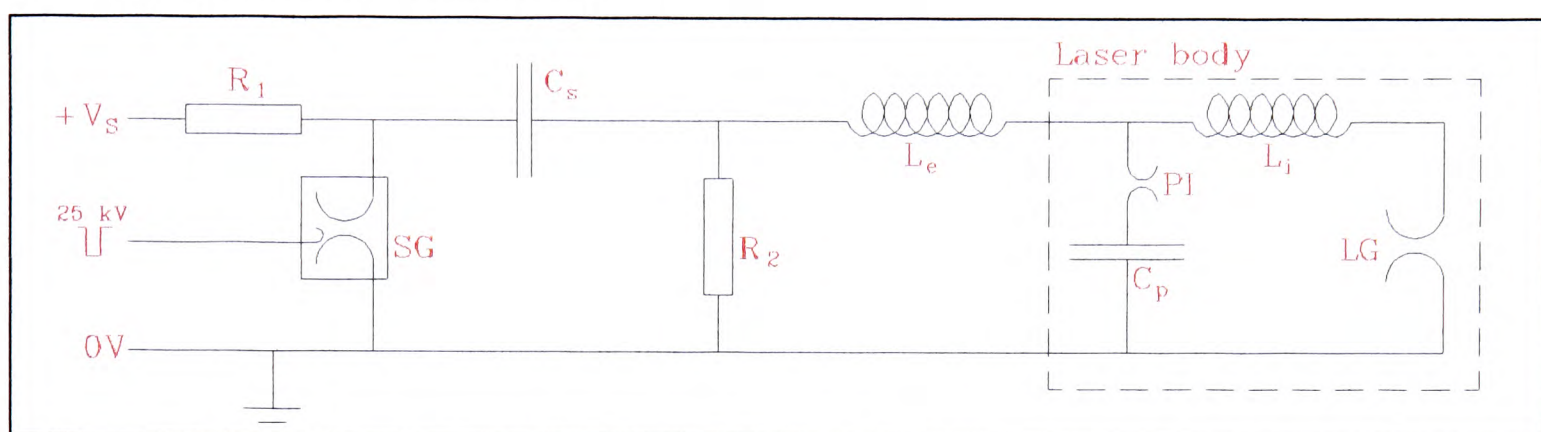 Laser body
R₁
Cₛ
+Vₛ
Lₑ
Lᵢ
PI
25 kV
SG
R₂
LG
Cₚ
0V